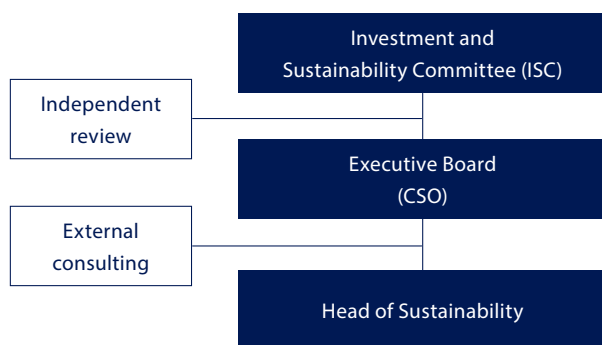 Investment and
Sustainability Committee (ISC)
Independent
review
Executive Board
(CSO)
External
consulting
Head of Sustainability